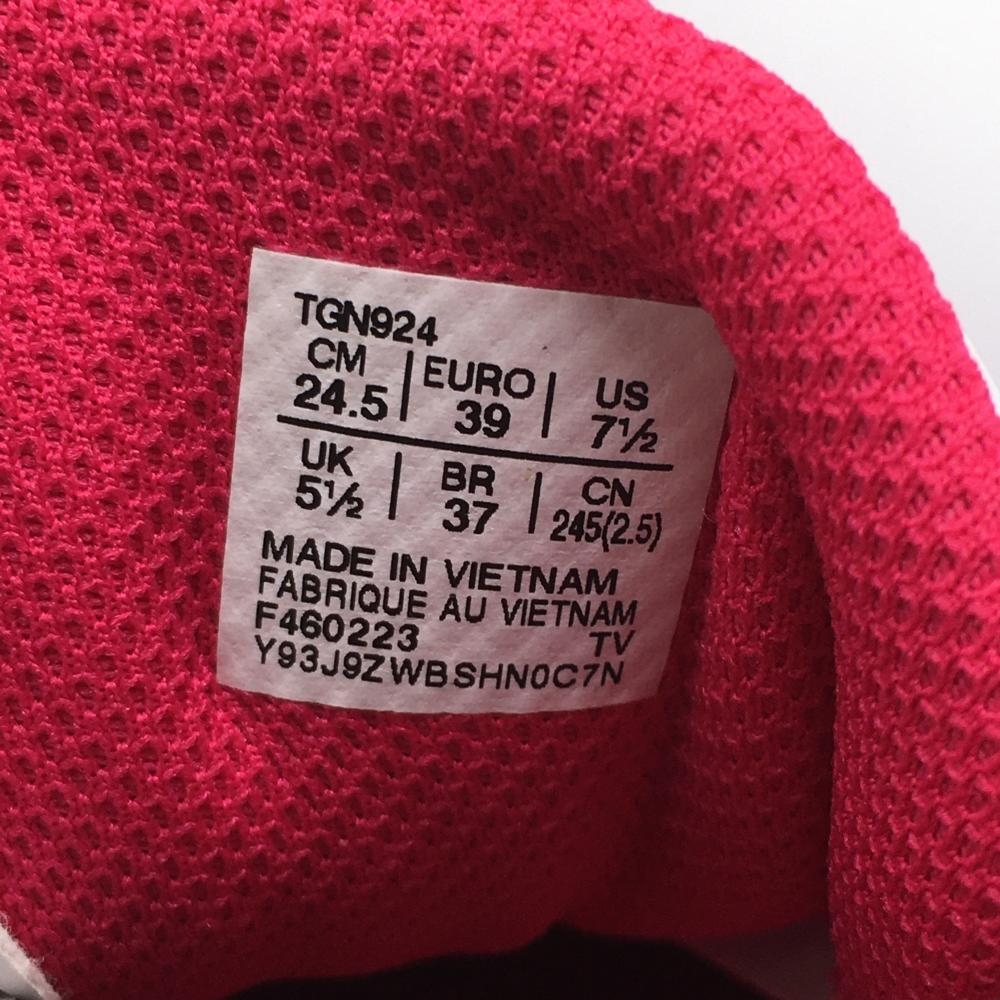 TGN924
CM EURO US
24.5 39 7½
UK BR CN
5½ 37 245(2.5)
MADE IN VIETNAM
FABRIQUE AU VIETNAM
F460223 TV
Y93J9ZWBSHN0C7N